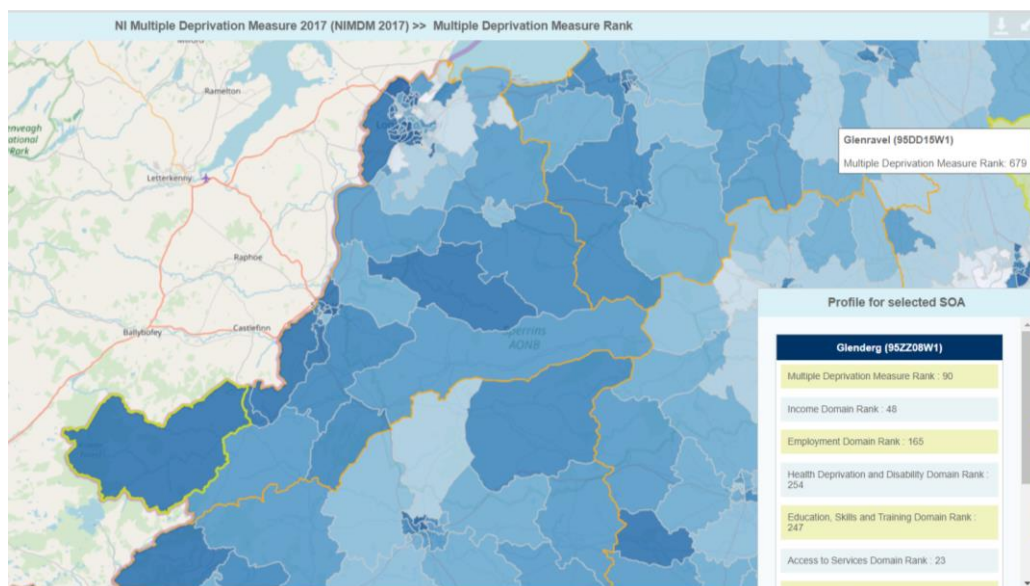 NI Multiple Deprivation Measure 2017 (NIMDM 2017) >> Multiple Deprivation Measure Rank
Ramelton
National
Letterkenny
Glenravel (95DD15W1)
Multiple Deprivation Measure Rank: 679
Raphoe
Ballybofey
Castlefinn
Sperrins
AONB
Profile for selected SOA
Glenderg (95ZZ08W1)
Multiple Deprivation Measure Rank : 90
Income Domain Rank : 48
Employment Domain Rank : 165
Health Deprivation and Disability Domain Rank :
254
Education, Skills and Training Domain Rank :
247
Access to Services Domain Rank : 23